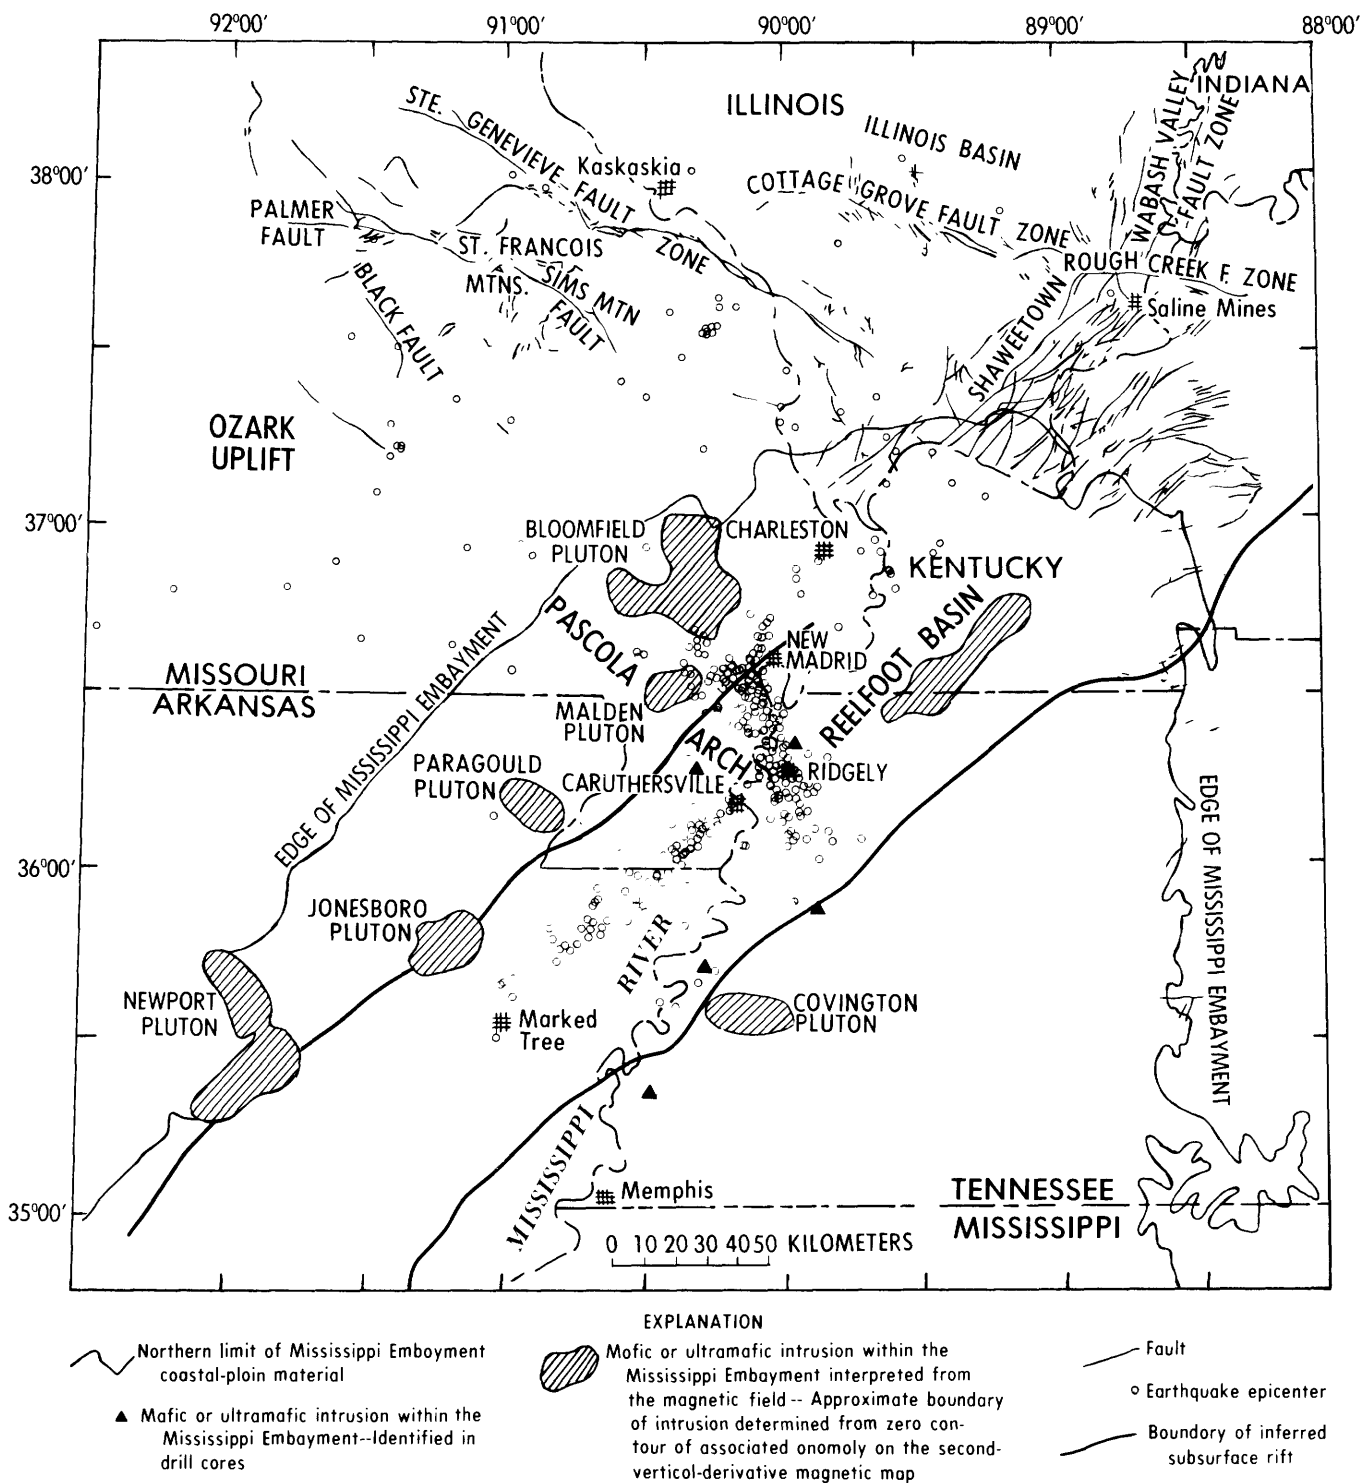 92°00'
91°00'
90°00'
89°00'
88°00'
38°00'
37°00'
36°00'
35°00'
STE. GENEVIEVE FAULT ZONE
ILLINOIS
INDIANA
WABASH VALLEY
FAULT ZONE
ILLINOIS BASIN
Kaskaskia
COTTAGE GROVE FAULT ZONE
PALMER
FAULT
ST. FRANCOIS
MTNS.
SIMS MTN
FAULT
BLACK FAULT
ROUGH CREEK F. ZONE
Saline Mines
SHAWEETOWN
OZARK
UPLIFT
BLOOMFIELD
PLUTON
CHARLESTON
KENTUCKY
PASCOLA
ARCH
NEW
MADRID
REELFOOT BASIN
EDGE OF MISSISSIPPI EMBAYMENT
MISSOURI
ARKANSAS
MALDEN
PLUTON
PARAGOULD
PLUTON
CARUTHERSVILLE
RIDGELY
EDGE OF MISSISSIPPI EMBAYMENT
JONESBORO
PLUTON
NEWPORT
PLUTON
MISSISSIPPI
RIVER
COVINGTON
PLUTON
Marked
Tree
Memphis
TENNESSEE
MISSISSIPPI
0 10 20 30 40 50 KILOMETERS
EXPLANATION
Northern limit of Mississippi Emboyment
coastal-ploin material
Mafic or ultramafic intrusion within the
Mississippi Embayment--Identified in
drill cores
Mofic or ultramafic intrusion within the
Mississippi Embayment interpreted from
the magnetic field -- Approximate boundary
of intrusion determined from zero con-
tour of associated onomoly on the second-
verticol-derivative magnetic map
Fault
Earthquake epicenter
Boundary of inferred
subsurface rift